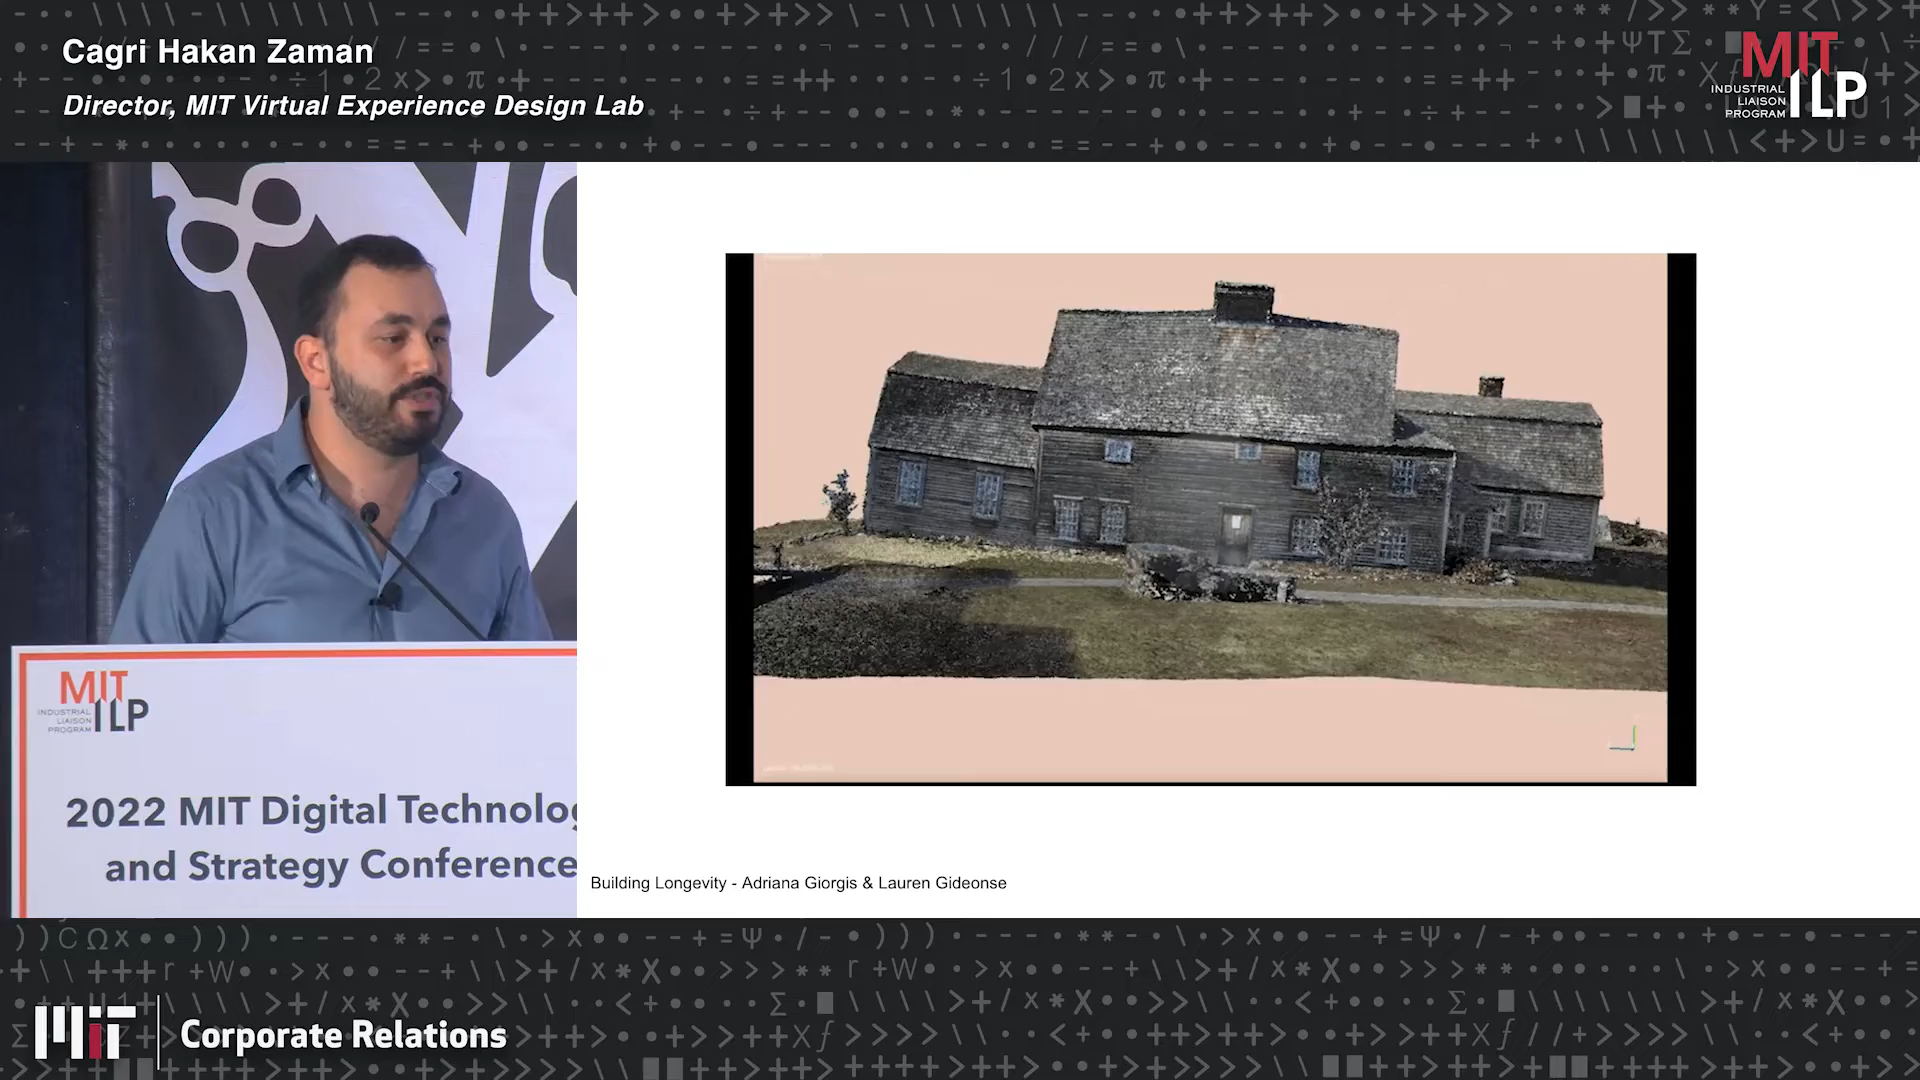 Cagri Hakan Zaman
Director, MIT Virtual Experience Design Lab
MIT
ILP
INDUSTRIAL
LIAISON
PROGRAM
MIT
ILP
INDUSTRIAL
LIAISON
PROGRAM
2022 MIT Digital
and Strategy Conference
Building Longevity - Adriana Giorgis & Lauren Gideonse
MIT
Corporate Relations